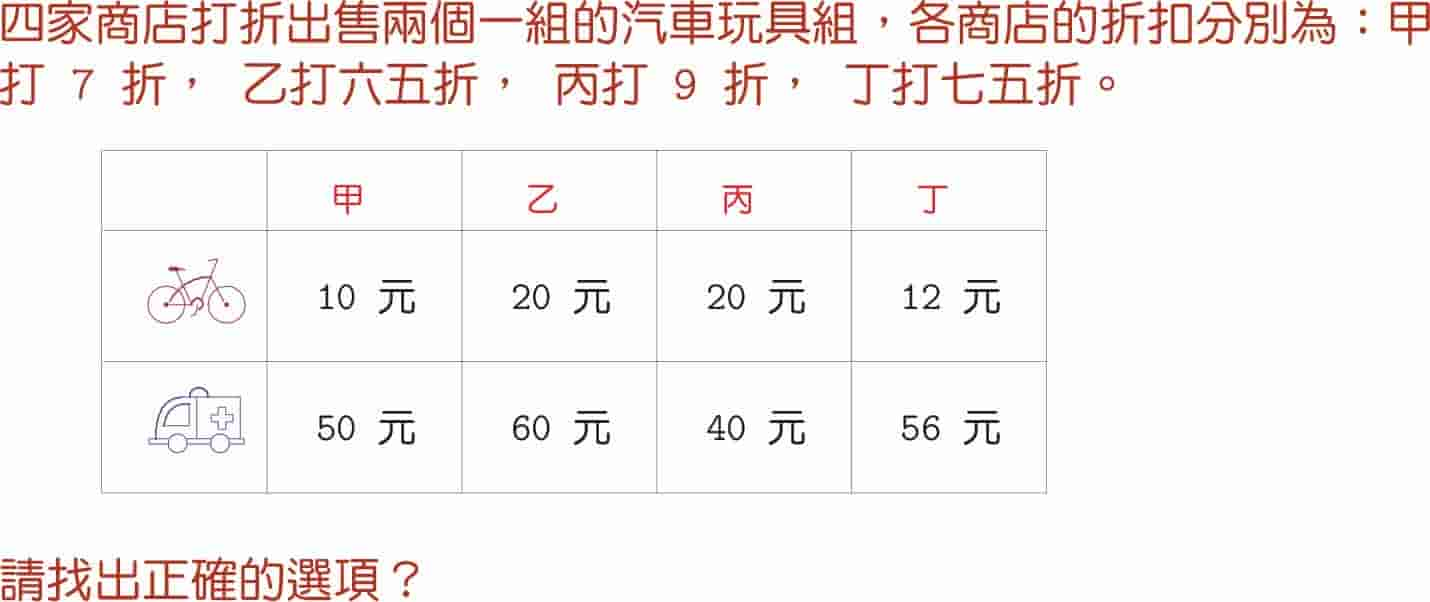 四家商店打折出售兩個一組的汽車玩具組，各商店的折扣分別為：甲
打 7 折， 乙打六五折， 丙打 9 折， 丁打七五折。
甲 乙 丙 丁
10 元 20 元 20 元 12 元
50 元 60 元 40 元 56 元
請找出正確的選項？